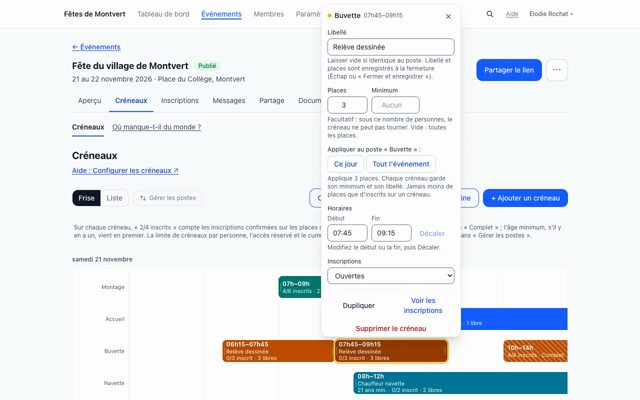 Fêtes de Montvert
Tableau de bord
Événements
Membres
Aide
Élodie Rochat
← Événements
Fête du village de Montvert
Publié
21 au 22 novembre 2026 · Place du Collège, Montvert
Partager le lien
Aperçu
Créneaux
Inscriptions
Messages
Partage
Créneaux
Où manque-t-il du monde ?
Créneaux
Aide : Configurer les créneaux ↗
Frise
Liste
Gérer les postes
+ Ajouter un créneau
Sur chaque créneau, « 2/4 inscrits » compte les inscriptions confirmées sur les places
« Complet » ; l'âge minimum, s'il y
en a un, vient en premier. La limite de créneaux par personne, l'accès réservé et le
dans « Gérer les postes ».
samedi 21 novembre
Montage
07h–09h
4/6 inscrits · 2
Accueil
· 1 libre
Buvette
06h15–07h45
Relève dessinée
0/3 inscrit · 3 libres
07h45–09h15
Relève dessinée
0/3 inscrit · 3 libres
10h–14h
4/4 inscrits · Complet
Navette
08h–12h
Chauffeur navette
21 ans min. · 0/2 inscrit · 2 libres
Buvette 07h45–09h15
×
Libellé
Relève dessinée
Laisser vide si identique au poste. Libellé et
places sont enregistrés à la fermeture
(Échap ou « Fermer et enregistrer »).
Places
Minimum
3
Aucun
Facultatif : sous ce nombre de personnes, le
créneau ne peut pas tourner. Vide : toutes
les places.
Appliquer au poste « Buvette » :
Ce jour
Tout l'événement
Applique 3 places. Chaque créneau garde
son minimum et son libellé. Jamais moins de
places que d'inscrits sur un créneau.
Horaires
Début
Fin
07:45
09:15
Décaler
Modifiez le début ou la fin, puis Décaler.
Inscriptions
Ouvertes
Dupliquer
Voir les
inscriptions
Supprimer le créneau